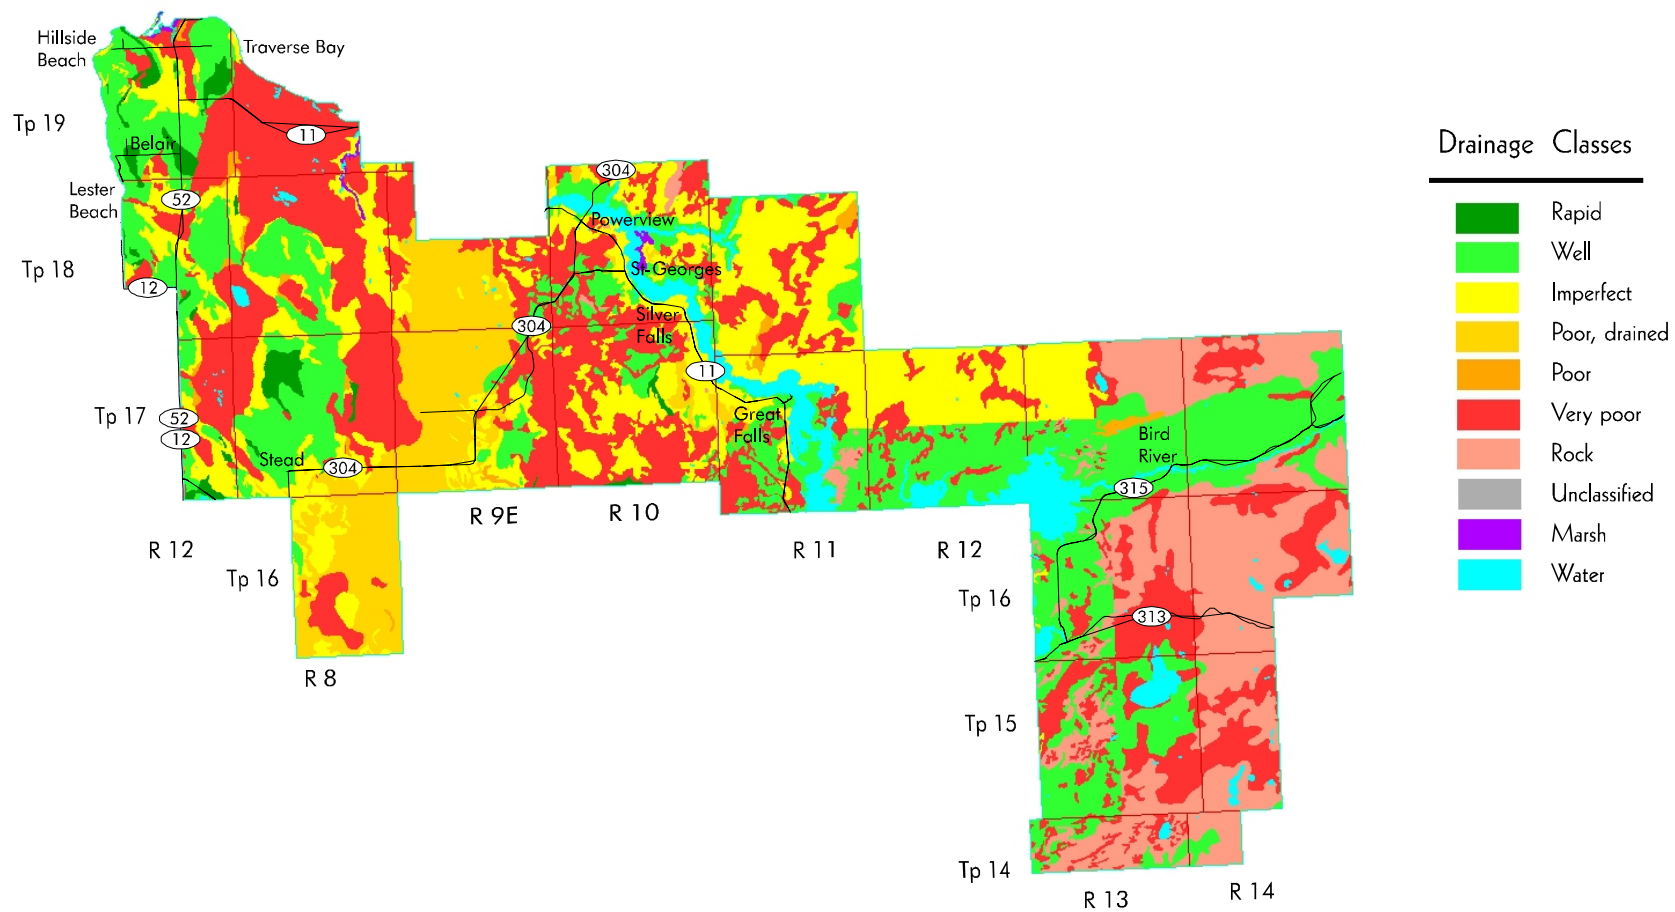 Hillside
Beach
Traverse Bay
Tp 19
11
Belair
Lester
Beach
52
304
Powerview
Tp 18
St-Georges
12
Silver
Falls
304
11
Tp 17
52
12
Great
Falls
Bird
River
Stead
304
315
R 9E
R 10
R 12
R 11
R 12
Tp 16
Tp 16
313
R 8
Tp 15
Tp 14
R 13
R 14
Drainage Classes
Rapid
Well
Imperfect
Poor, drained
Poor
Very poor
Rock
Unclassified
Marsh
Water